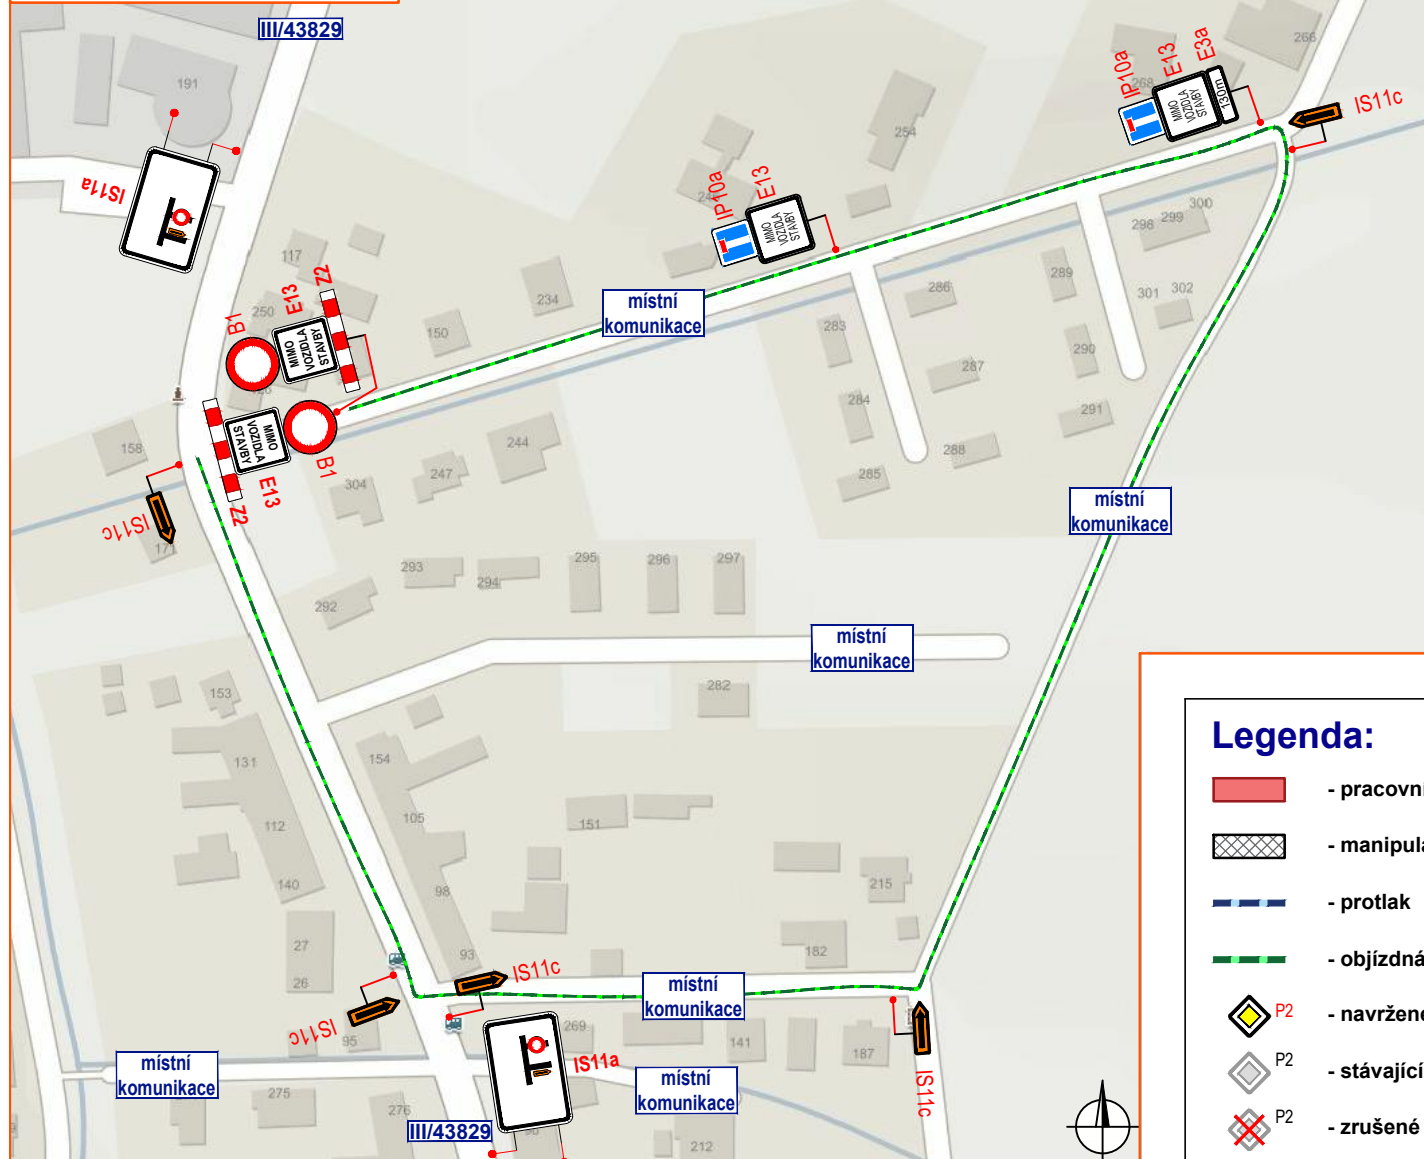 III/43829
191
IS11a
117
250
B1
E13
Z2
MIMO
VOZIDLA
STAVBY
MIMO
VOZIDLA
STAVBY
B1
E13
Z2
158
IS11c
171
150
234
304
247
244
místní
komunikace
IP10a
E13
MIMO
VOZIDLA
STAVBY
254
IP10a
E13
E3a
268
MIMO
VOZIDLA
STAVBY
130m
266
IS11c
283
284
285
286
287
288
289
290
291
298
299
300
301
302
místní
komunikace
292
293
294
295
296
297
místní
komunikace
282
153
131
112
140
154
105
98
93
151
215
182
27
26
IS11c
95
IS11c
místní
komunikace
269
141
187
IS11c
IS11a
místní
komunikace
místní
komunikace
275
276
III/43829
212
Legenda:
- protlak
P2
P2
- stávající
P2
- zrušené